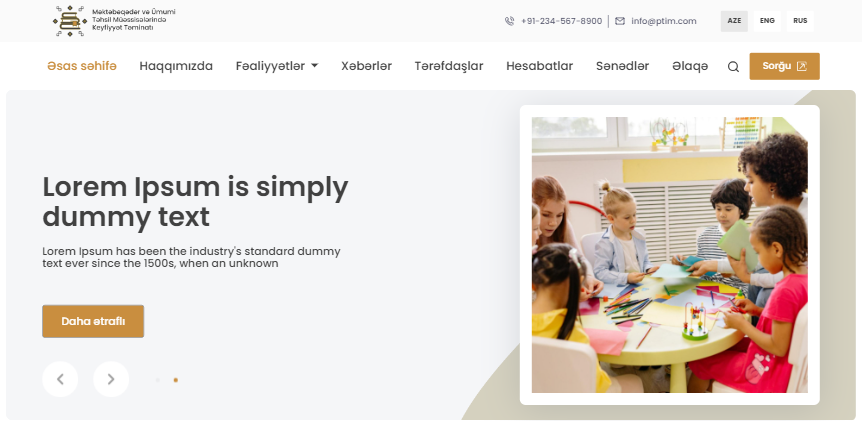 Məktəbəqədər və Ümumi
Təhsil Müəssisələrində
Keyfiyyət Təminatı
+91-234-567-8900
info@ptim.com
AZE
ENG
RUS
Əsas səhifə
Haqqımızda
Fəaliyyətlər
Xəbərlər
Tərəfdaşlar
Hesabatlar
Sənədlər
Əlaqə
Sorğu
Lorem Ipsum is simply
dummy text
Lorem Ipsum has been the industry's standard dummy
text ever since the 1500s, when an unknown
Daha ətraflı